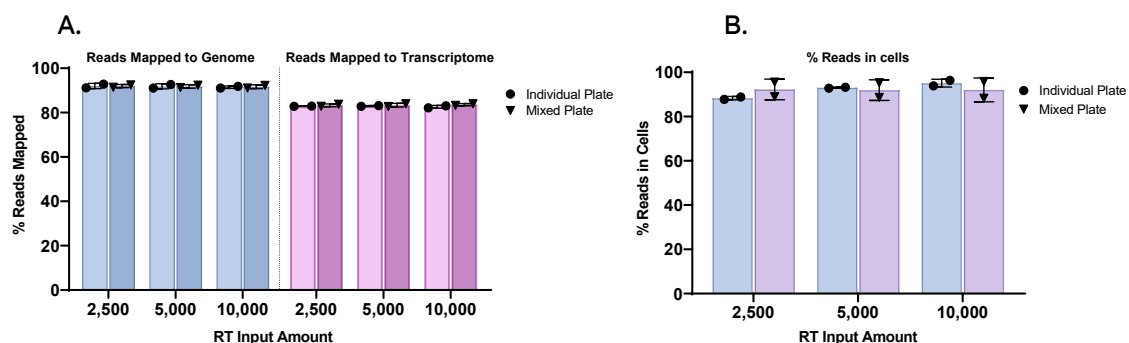 A.
Reads Mapped to Genome
Reads Mapped to Transcriptome
% Reads Mapped
100
80
60
40
20
0
2,500
5,000
10,000
2,500
5,000
10,000
RT Input Amount
Individual Plate
Mixed Plate
B.
% Reads in cells
% Reads in Cells
100
80
60
40
20
0
2,500
5,000
10,000
RT Input Amount
Individual Plate
Mixed Plate